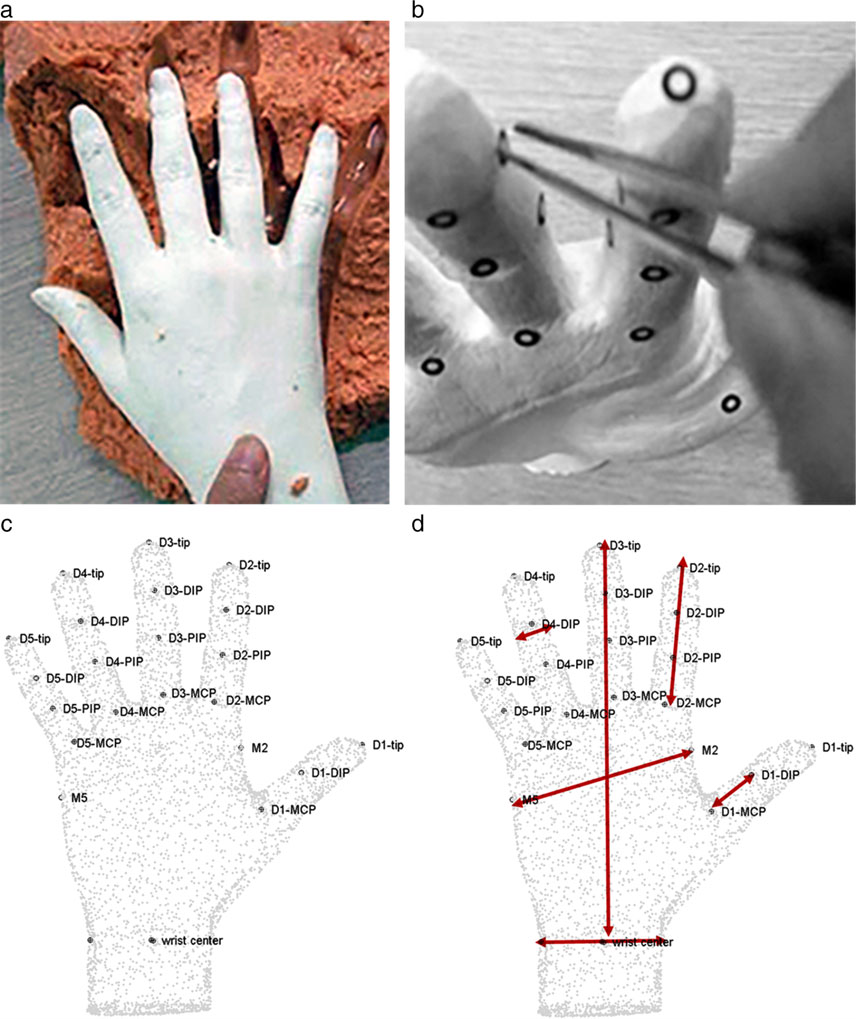 a
b
c
d
D3-tip
D4-tip
D2-tip
D3-DIP
D2-DIP
D4-DIP
D5-tip
D3-PIP
D4-PIP
D2-PIP
D5-DIP
D3-MCP
D2-MCP
D5-PIP
D4-MCP
D5-MCP
M2
D1-tip
D1-DIP
M5
D1-MCP
wrist center
D3-tip
D4-tip
D2-tip
D3-DIP
D2-DIP
D4-DIP
D5-tip
D3-PIP
D4-PIP
D2-PIP
D5-DIP
D3-MCP
D2-MCP
D5-PIP
D4-MCP
D5-MCP
M2
D1-tip
D1-DIP
M5
D1-MCP
wrist center